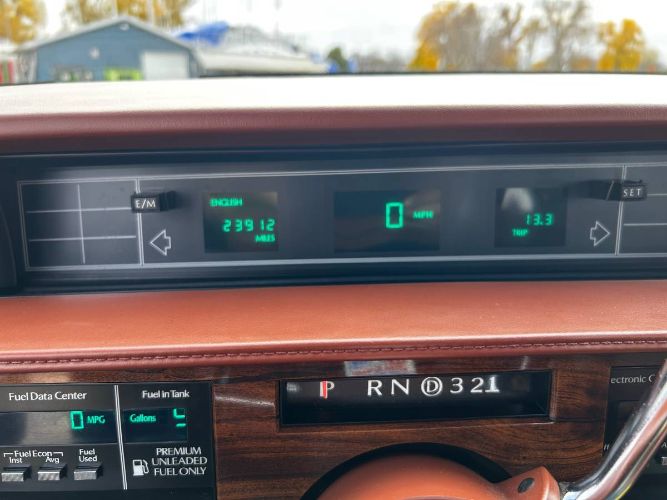 E/M
ENGLISH
23912
MILES
0 MPH
13.3
TRIP
SET
Fuel Data Center
0 MPG
Fuel Econ
Inst Avg
Fuel
Used
Fuel in Tank
Gallons 4
PREMIUM
UNLEADED
FUEL ONLY
P R N D 3 2 1